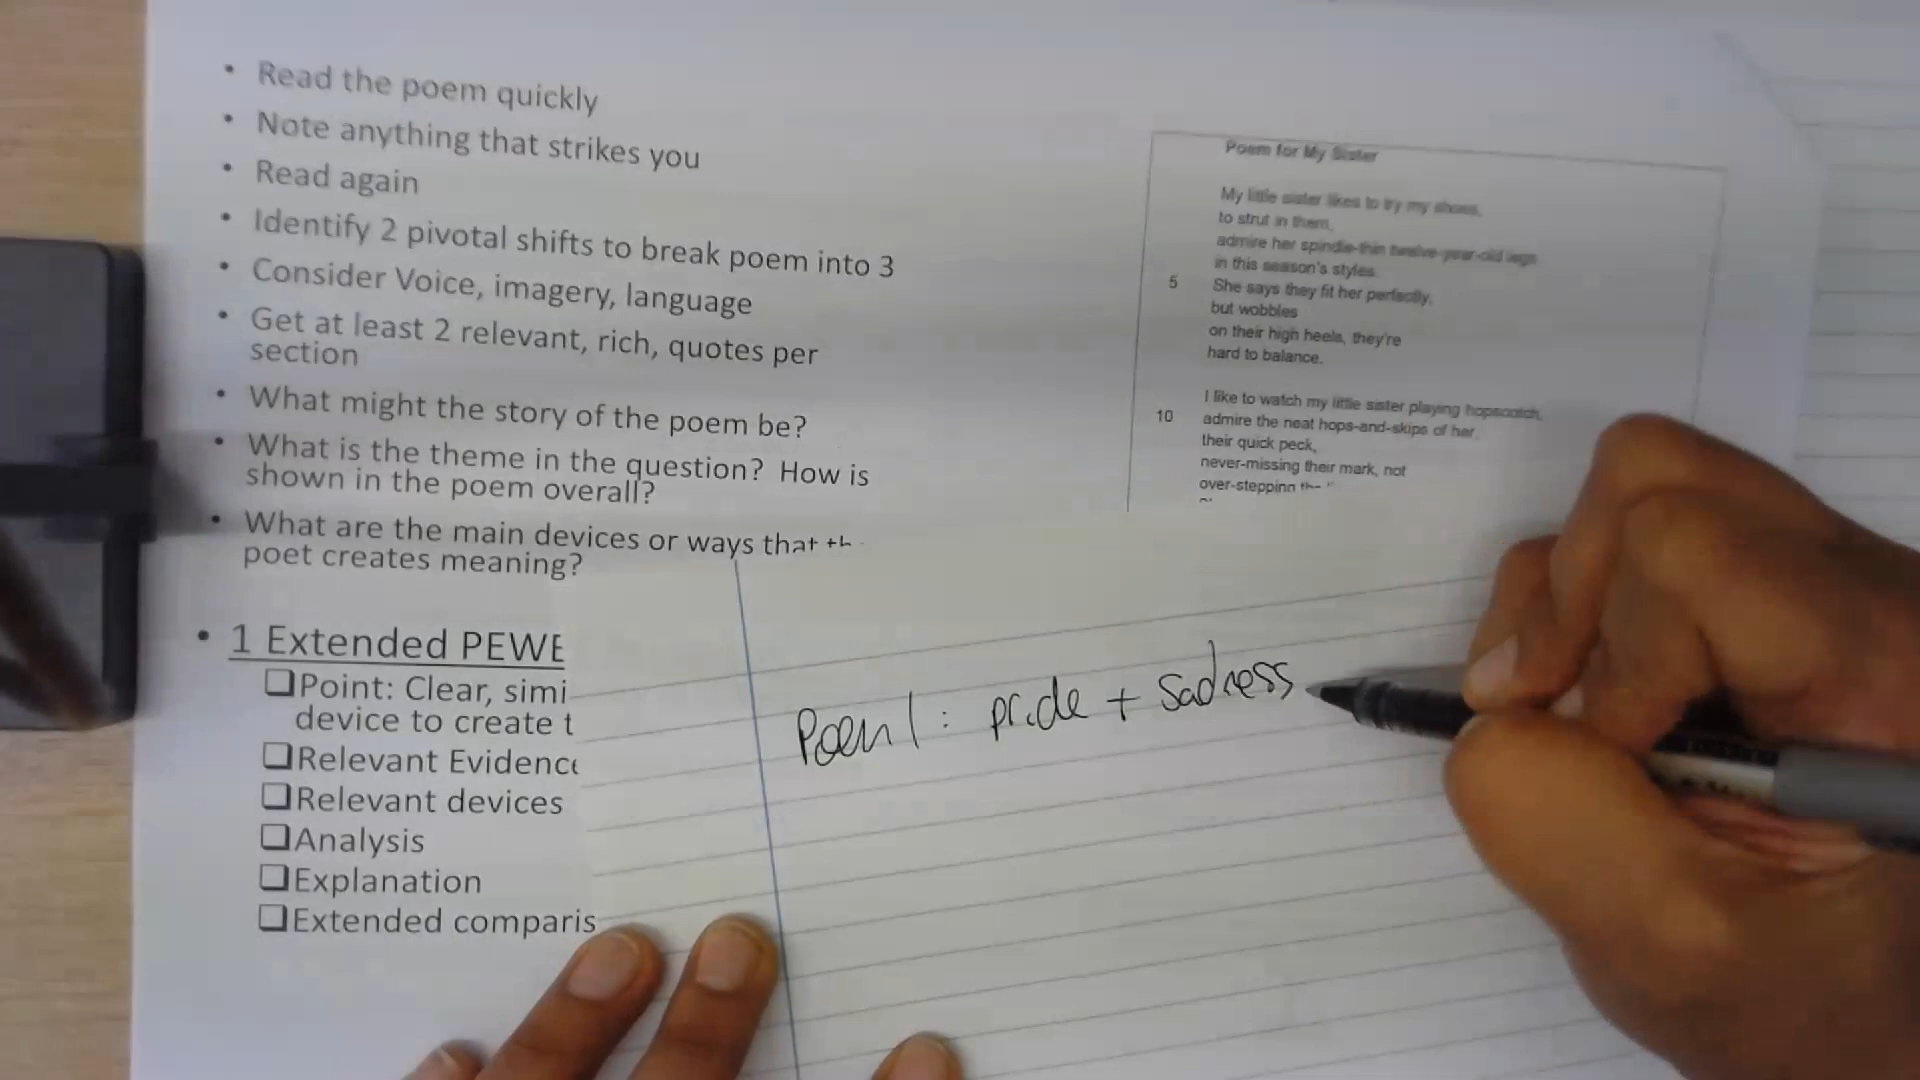 • Read the poem quickly
• Note anything that strikes you
• Read again
• Identify 2 pivotal shifts to break poem into 3
• Consider Voice, imagery, language
• Get at least 2 relevant, rich, quotes per
section
• What might the story of the poem be?
• What is the theme in the question? How is
shown in the poem overall?
• What are the main devices or ways that
poet creates meaning?
• 1 Extended PEWE
❑Point: Clear, simi
device to create t
❑Relevant Evidence
❑Relevant devices
❑Analysis
❑Explanation
❑Extended comparis
Poem for My Sister
My little sister likes to try my shoes,
to strut in them,
admire her spindle-thin twelve-year-old legs
in this season's styles.
5 She says they fit her perfectly,
but wobbles
on their high heels, they're
hard to balance.
I like to watch my little sister playing hopscotch,
10 admire the neat hops-and-skips of her,
their quick peck,
never-missing their mark, not
over-stepping
Poem 1: pride + sadness